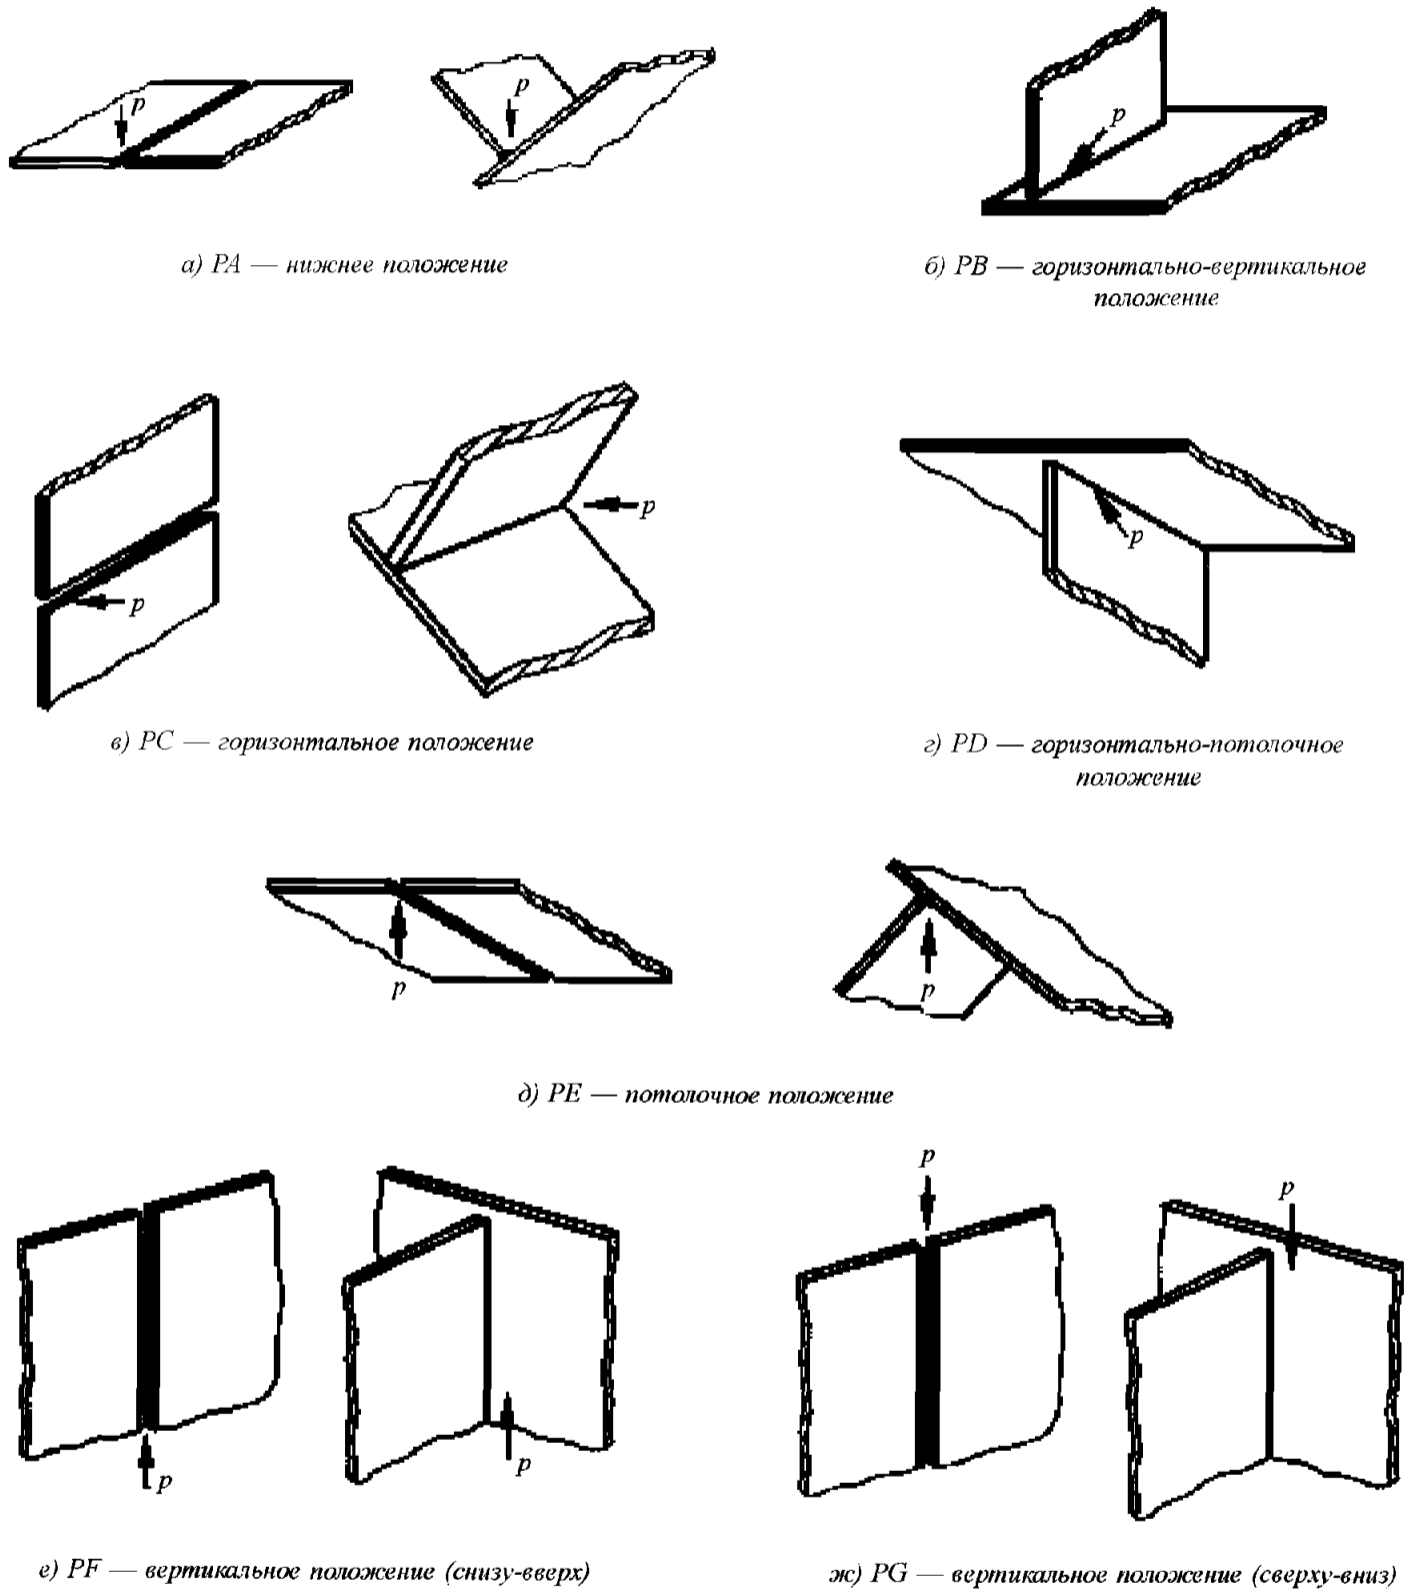 p
p
p
а) PA — нижнее положение
б) PB — горизонтально-вертикальное
положение
p
p
p
в) PC — горизонтальное положение
г) PD — горизонтально-потолочное
положение
p
p
д) PE — потолочное положение
p
p
p
p
е) PF — вертикальное положение (снизу-вверх)
ж) PG — вертикальное положение (сверху-вниз)